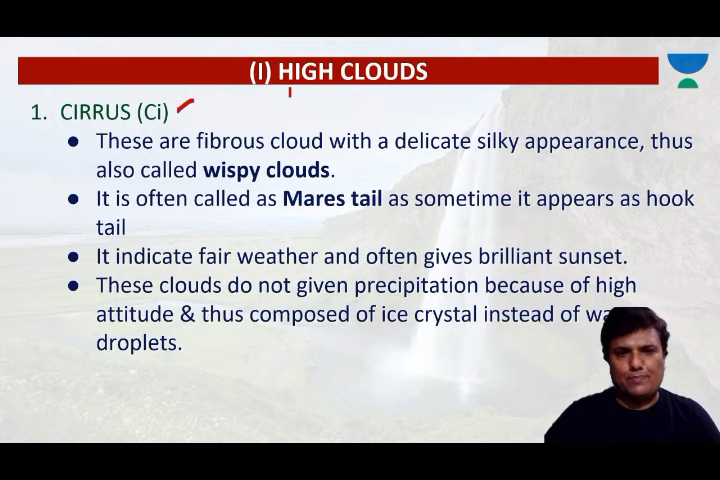 (I) HIGH CLOUDS
1. CIRRUS (Ci)
● These are fibrous cloud with a delicate silky appearance, thus
also called wispy clouds.
● It is often called as Mares tail as sometime it appears as hook
tail
● It indicate fair weather and often gives brilliant sunset.
● These clouds do not given precipitation because of high
attitude & thus composed of ice crystal instead of
droplets.